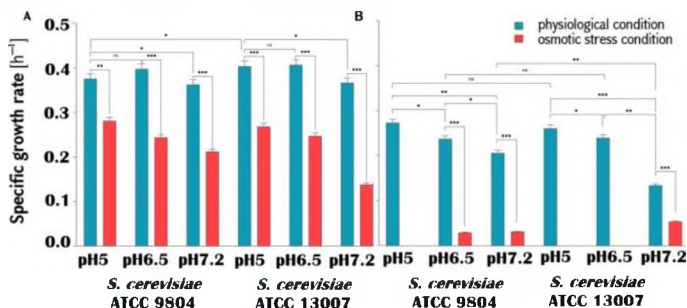 A
B
physiological condition
osmotic stress condition
Specific growth rate [h⁻¹]
0.5
0.4
0.3
0.2
0.1
0.0
* * ns * ns ** *** *** *** *** ***
** ns ns *** ** * * * ** *** *** ***
pH5 pH6.5 pH7.2 pH5 pH6.5 pH7.2 pH5 pH6.5 pH7.2 pH5 pH6.5 pH7.2
S. cerevisiae S. cerevisiae S. cerevisiae S. cerevisiae
ATCC 9804 ATCC 13007 ATCC 9804 ATCC 13007